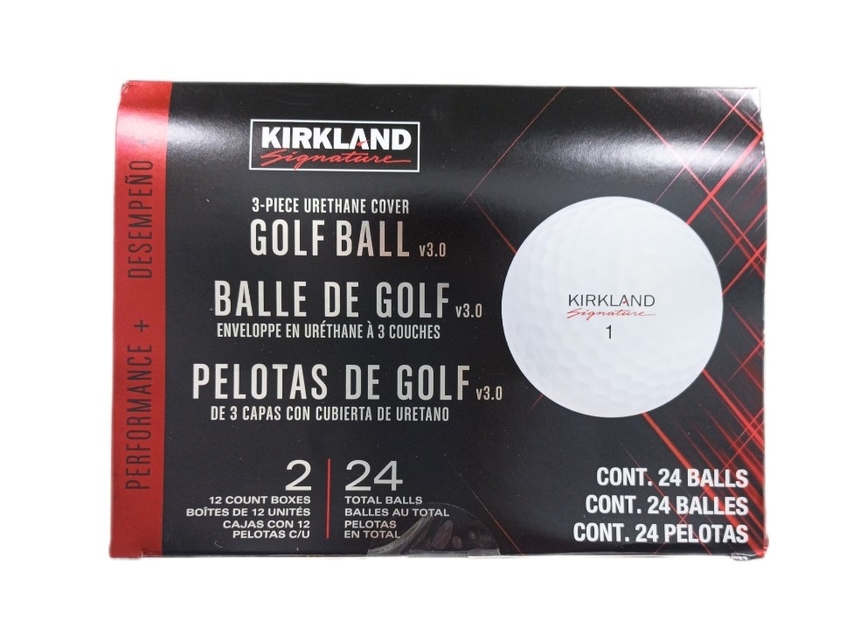 PERFORMANCE + DESEMPEÑO +
KIRKLAND
Signature
3-PIECE URETHANE COVER
GOLF BALL v3.0
BALLE DE GOLF v3.0
ENVELOPPE EN URÉTHANE À 3 COUCHES
PELOTAS DE GOLF v3.0
DE 3 CAPAS CON CUBIERTA DE URETANO
KIRKLAND
Signature
1
2
12 COUNT BOXES
BOÎTES DE 12 UNITÉS
CAJAS CON 12
PELOTAS C/U
24
TOTAL BALLS
BALLES AU TOTAL
PELOTAS
EN TOTAL
CONT. 24 BALLS
CONT. 24 BALLES
CONT. 24 PELOTAS